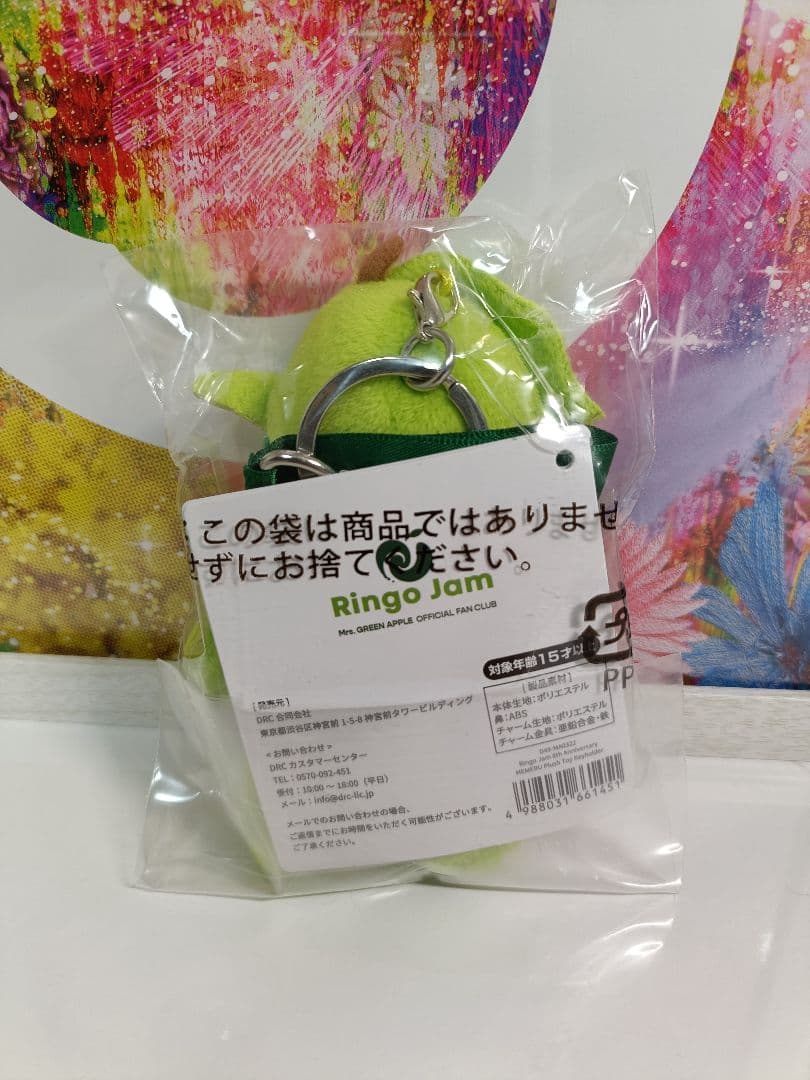 この袋は商品ではありませ
せずにお捨てください。
Ringo Jam
Mrs. GREEN APPLE OFFICIAL FAN CLUB
対象年齢15才以
[発売元]
DRC 合同会社
東京都渋谷区神宮前 1-5-8 神宮前タワービルディング
<お問い合わせ>
DRC カスタマーセンター
TEL：0570-092-451
受付：10:00 ～ 18:00（平日）
メール：info@drc-llc.jp
メールでのお問い合わせの場合、
ご返信までにお時間をいただく可能性がございます。
ご了承ください。
[製品素材]
本体生地：ポリエステル
鼻：ABS
チャーム生地：ポリエステル
チャーム金具：亜鉛合金・鉄
Ringo Jam 8th Anniversary
MEMERU Plush Toy Keyholder
4 988031 661451
PP